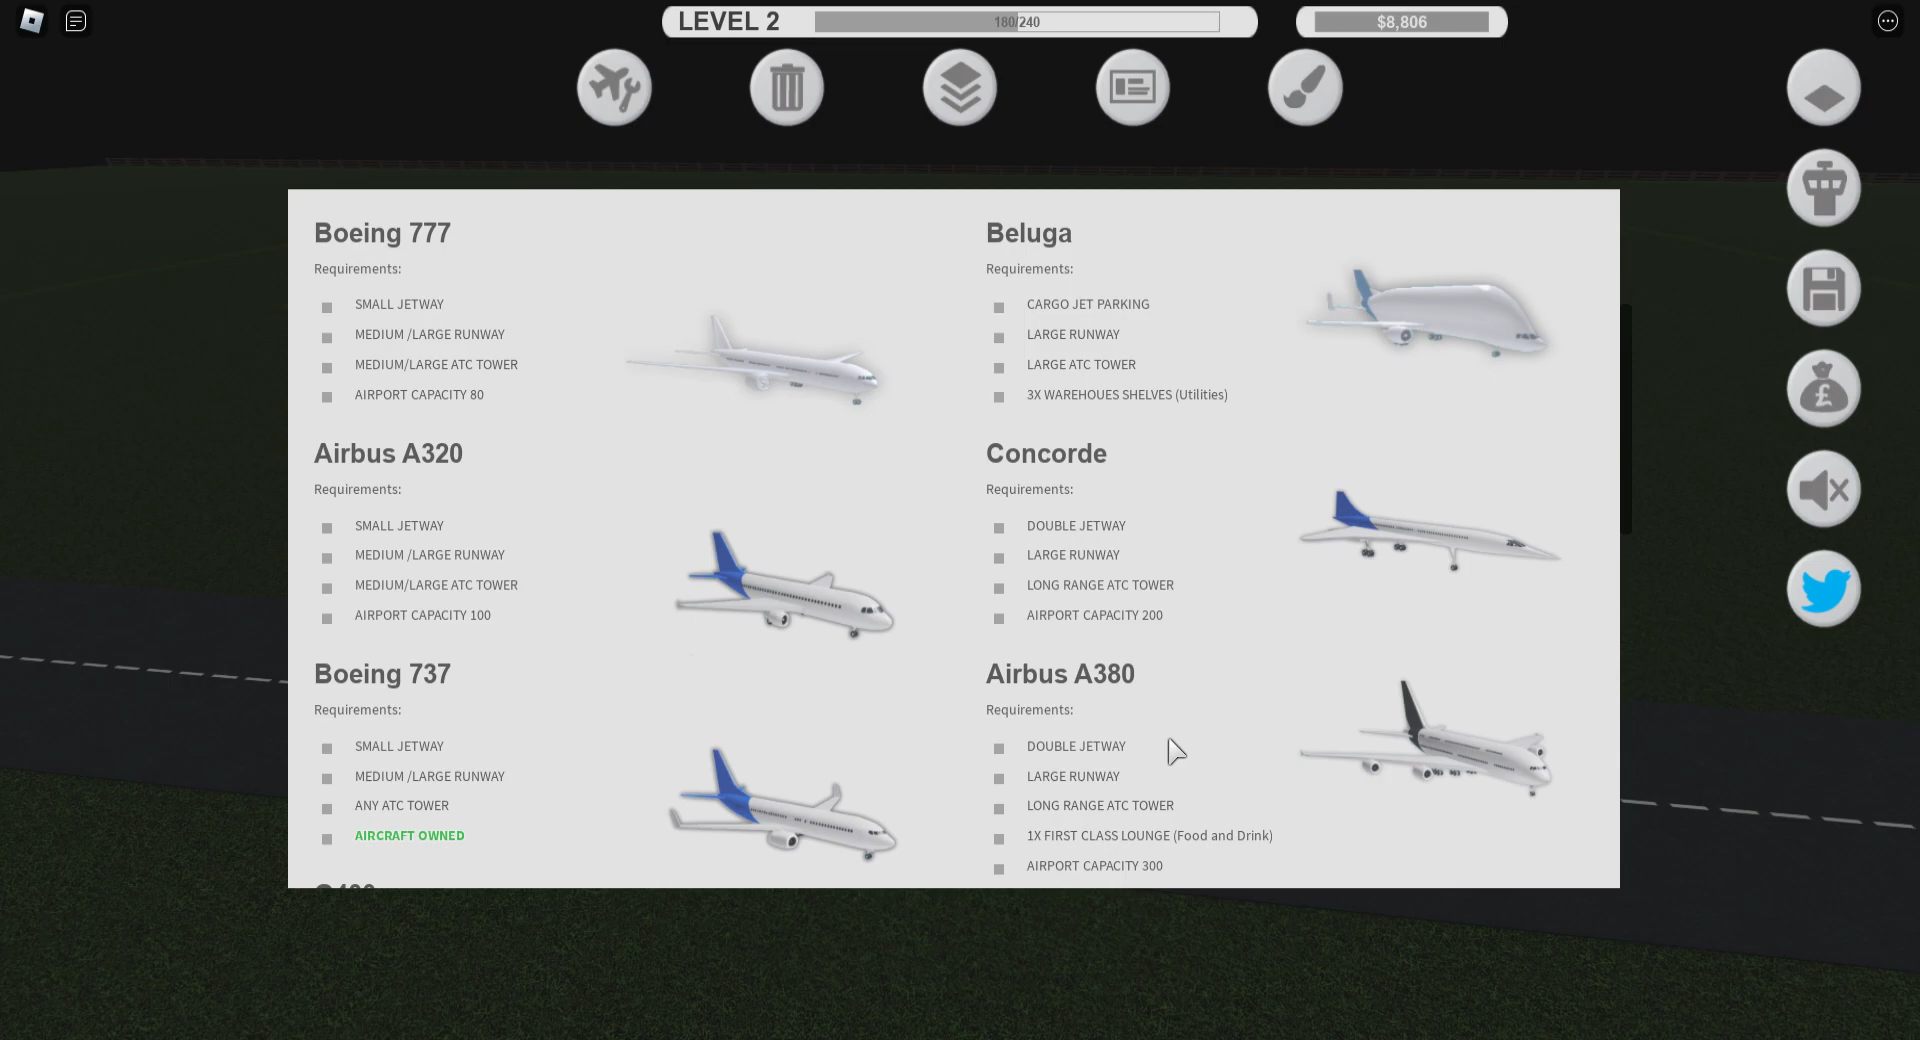 LEVEL 2
180/240
$8,806
Boeing 777
Requirements:
SMALL JETWAY
MEDIUM /LARGE RUNWAY
MEDIUM/LARGE ATC TOWER
AIRPORT CAPACITY 80
Airbus A320
Requirements:
SMALL JETWAY
MEDIUM /LARGE RUNWAY
MEDIUM/LARGE ATC TOWER
AIRPORT CAPACITY 100
Boeing 737
Requirements:
SMALL JETWAY
MEDIUM /LARGE RUNWAY
ANY ATC TOWER
AIRCRAFT OWNED
Beluga
Requirements:
CARGO JET PARKING
LARGE RUNWAY
LARGE ATC TOWER
3X WAREHOUES SHELVES (Utilities)
Concorde
Requirements:
DOUBLE JETWAY
LARGE RUNWAY
LONG RANGE ATC TOWER
AIRPORT CAPACITY 200
Airbus A380
Requirements:
DOUBLE JETWAY
LARGE RUNWAY
LONG RANGE ATC TOWER
1X FIRST CLASS LOUNGE (Food and Drink)
AIRPORT CAPACITY 300
£